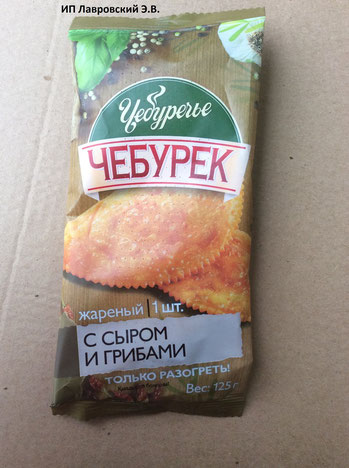 ИП Лавровский Э.В.
Чебуречье
ЧЕБУРЕК
жареный 1 шт.
С СЫРОМ
И ГРИБАМИ
ТОЛЬКО РАЗОГРЕТЬ!
Вес: 125 г